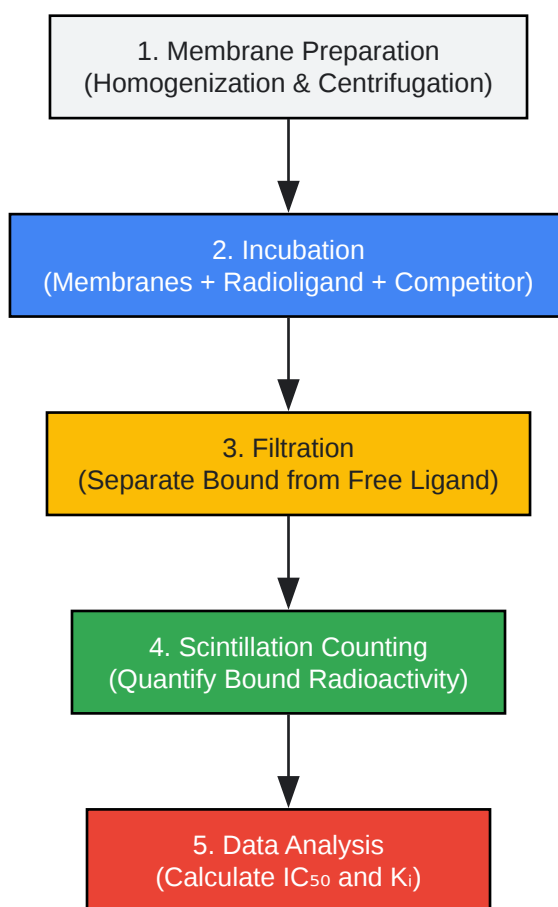 1. Membrane Preparation
(Homogenization & Centrifugation)
2. Incubation
(Membranes + Radioligand + Competitor)
3. Filtration
(Separate Bound from Free Ligand)
4. Scintillation Counting
(Quantify Bound Radioactivity)
5. Data Analysis
(Calculate IC₅₀ and Kᵢ)